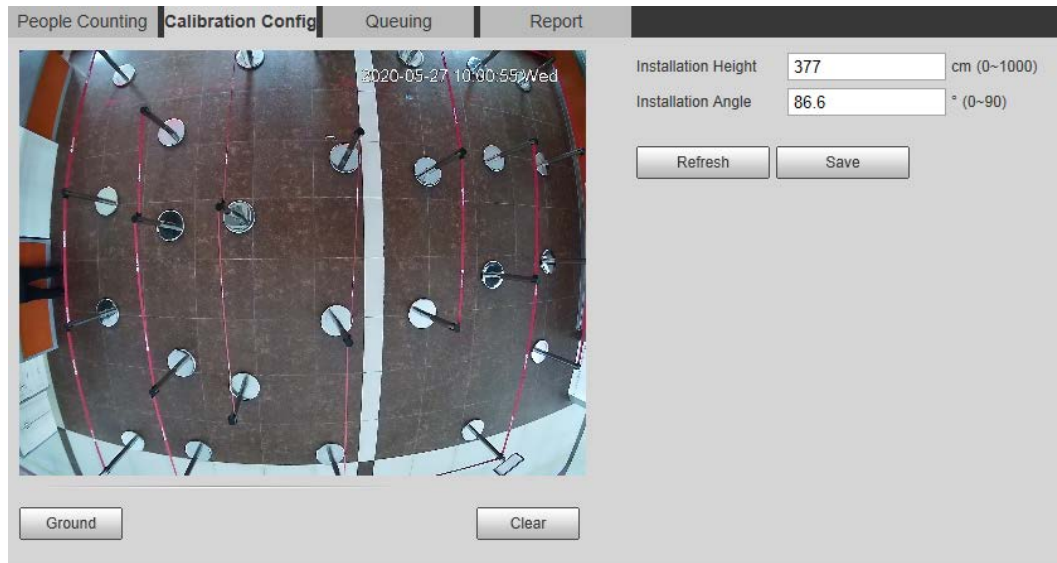 People Counting Calibration Config Queuing Report
2020-05-27 10:00:55 Wed
Installation Height 377 cm (0~1000)
Installation Angle 86.6 ° (0~90)
Refresh Save
Ground Clear